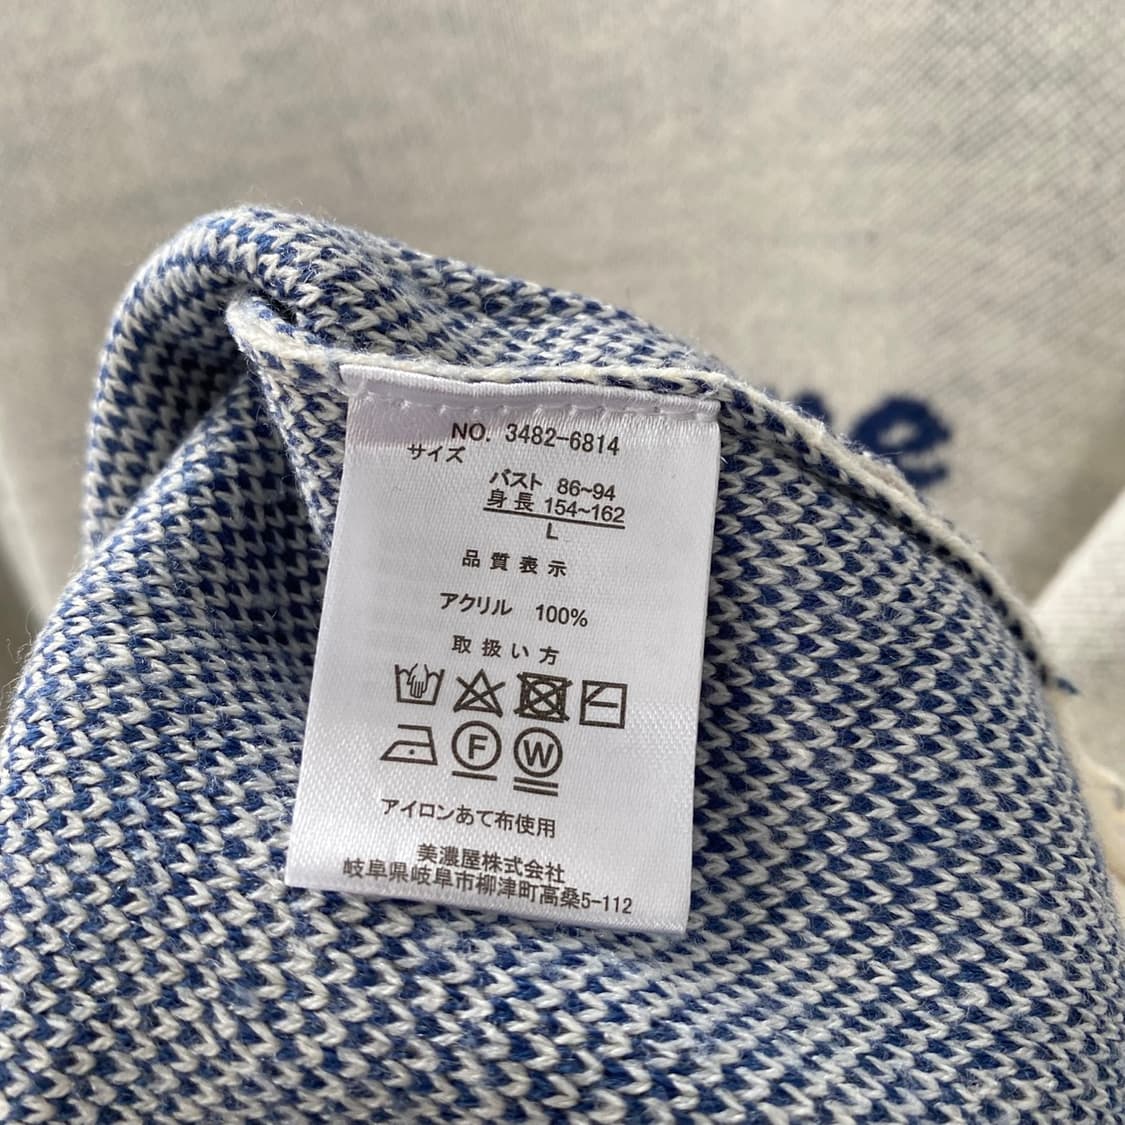 NO. 3482-6814
サイズ
バスト 86~94
身長 154~162
L
品質表示
アクリル 100%
取扱い方
F W
アイロンあて布使用
美濃屋株式会社
岐阜県岐阜市柳津町高桑5-112